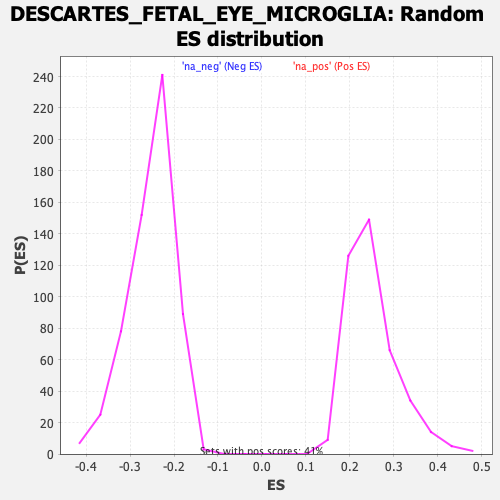 DESCARTES_FETAL_EYE_MICROGLIA: Random
ES distribution
'na_neg' (Neg ES) 'na_pos' (Pos ES)
240
220
200
180
160
140
120
100
80
60
40
20
0
P(ES)
Sets with pos scores: 41%
-0.4 -0.3 -0.2 -0.1 0.0 0.1 0.2 0.3 0.4 0.5
ES